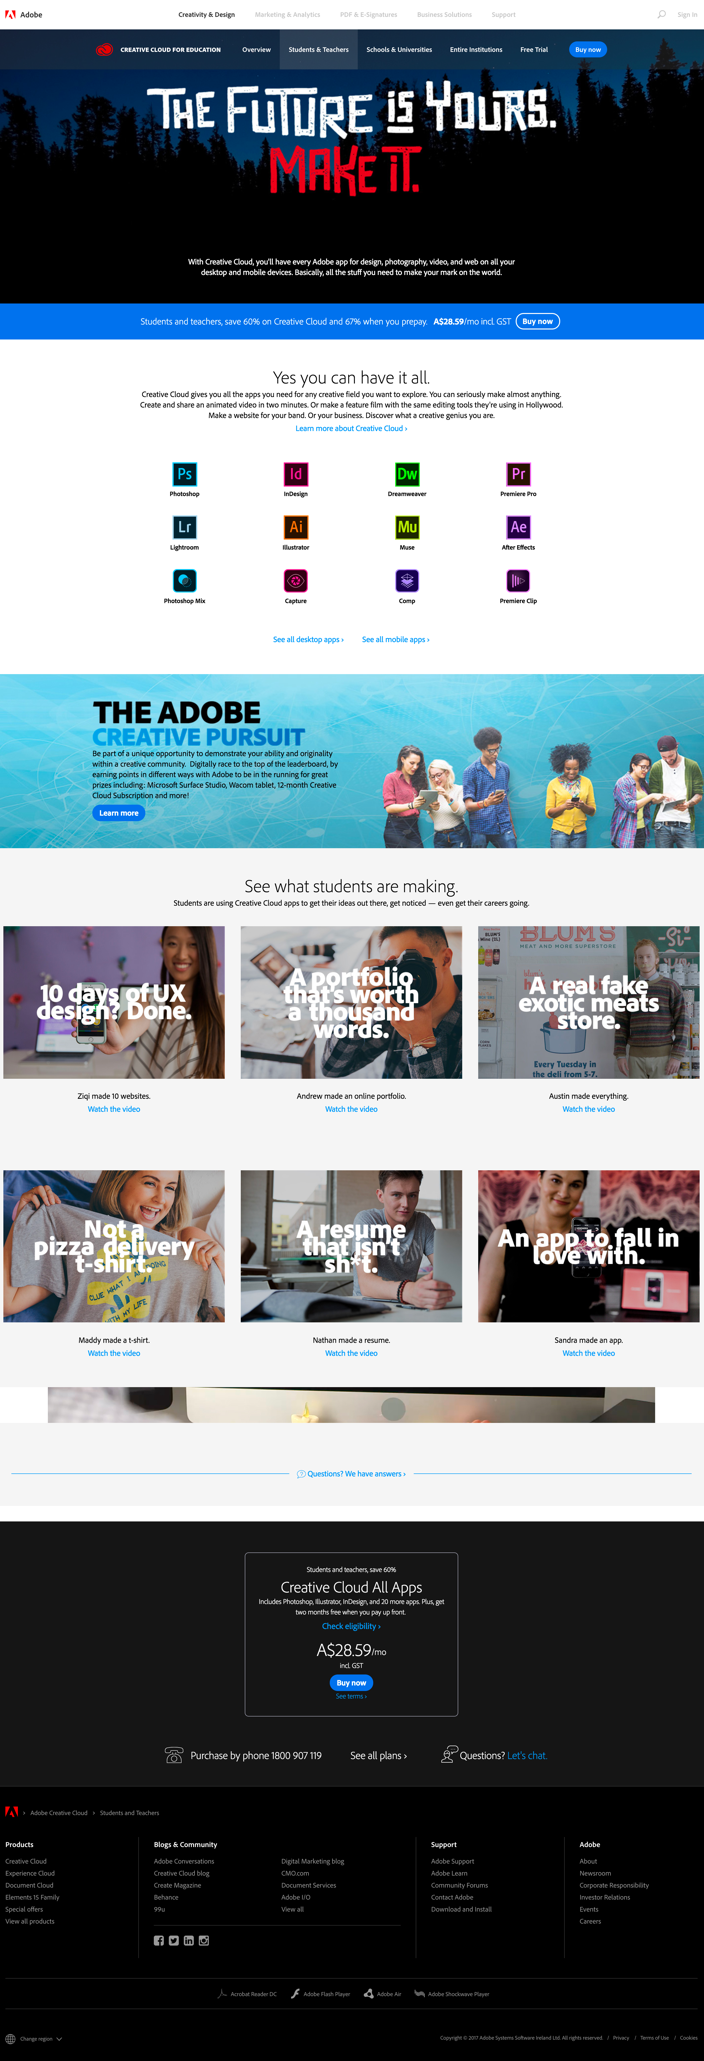 Adobe
Creativity & Design
Marketing & Analytics
PDF & E-Signatures
Business Solutions
Support
Sign In
CREATIVE CLOUD FOR EDUCATION
Overview
Students & Teachers
Schools & Universities
Entire Institutions
Free Trial
Buy now
THE FUTURE IS YOURS.
MAKE IT.
With Creative Cloud, you'll have every Adobe app for design, photography, video, and web on all your
desktop and mobile devices. Basically, all the stuff you need to make your mark on the world.
Students and teachers, save 60% on Creative Cloud and 67% when you prepay. A$28.59/mo incl. GST
Buy now
Yes you can have it all.
Creative Cloud gives you all the apps you need for any creative field you want to explore. You can seriously make almost anything.
Create and share an animated video in two minutes. Or make a feature film with the same editing tools they're using in Hollywood.
Make a website for your band. Or your business. Discover what a creative genius you are.
Learn more about Creative Cloud ›
Ps
Id
Dw
Pr
Photoshop
InDesign
Dreamweaver
Premiere Pro
Lr
Ai
Mu
Ae
Lightroom
Illustrator
Muse
After Effects
Photoshop Mix
Capture
Comp
Premiere Clip
See all desktop apps ›
See all mobile apps ›
THE ADOBE
CREATIVE PURSUIT
Be part of a unique opportunity to demonstrate your ability and originality
within a creative community. Digitally race to the top of the leaderboard, by
earning points in different ways with Adobe to be in the running for great
prizes including: Microsoft Surface Studio, Wacom tablet, 12-month Creative
Cloud Subscription and more!
Learn more
See what students are making.
Students are using Creative Cloud apps to get their ideas out there, get noticed — even get their careers going.
10 days of UX
design? Done.
Ziqi made 10 websites.
Watch the video
A portfolio
that's worth
a thousand
words.
Andrew made an online portfolio.
Watch the video
BLUM'S
MEAT AND MORE SUPERSTORE
A real fake
exotic meats
store.
Every Tuesday in
the deli from 5-7.
Austin made everything.
Watch the video
Not a
pizza delivery
t-shirt.
CLUE WHAT I AM DOING
WITH MY LIFE
Maddy made a t-shirt.
Watch the video
A resume
that isn't
sh*t.
Nathan made a resume.
Watch the video
An app to fall in
love with.
Sandra made an app.
Watch the video
Questions? We have answers ›
Students and teachers, save 60%
Creative Cloud All Apps
Includes Photoshop, Illustrator, InDesign, and 20 more apps. Plus, get
two months free when you pay up front.
Check eligibility ›
A$28.59/mo
incl. GST
Buy now
See terms ›
Purchase by phone 1800 907 119
See all plans ›
Questions? Let's chat.
› Adobe Creative Cloud › Students and Teachers
Products
Creative Cloud
Experience Cloud
Document Cloud
Elements 15 Family
Special offers
View all products
Blogs & Community
Adobe Conversations
Creative Cloud blog
Create Magazine
Behance
99u
Digital Marketing blog
CMO.com
Document Services
Adobe I/O
View all
Support
Adobe Support
Adobe Learn
Community Forums
Contact Adobe
Download and Install
Adobe
About
Newsroom
Corporate Responsibility
Investor Relations
Events
Careers
Acrobat Reader DC
Adobe Flash Player
Adobe Air
Adobe Shockwave Player
Change region
Copyright © 2017 Adobe Systems Software Ireland Ltd. All rights reserved. / Privacy / Terms of Use / Cookies